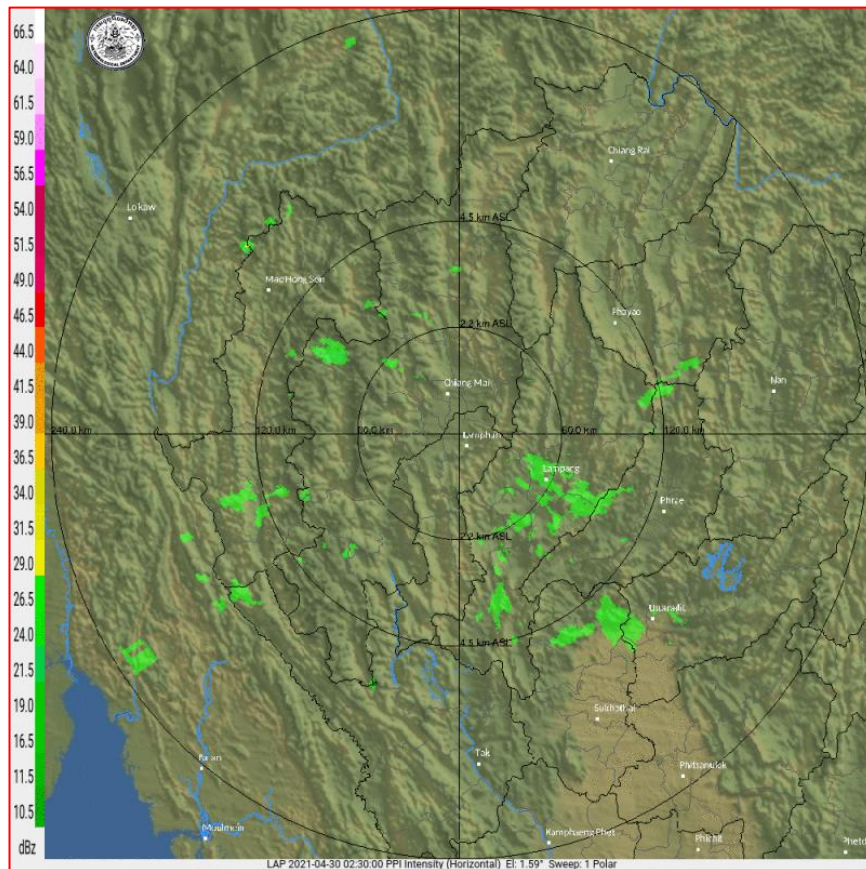 66.5
64.0
61.5
59.0
56.5
54.0
51.5
49.0
46.5
44.0
41.5
39.0
36.5
34.0
31.5
29.0
26.5
24.0
21.5
19.0
16.5
13.5
11.5
10.5
dBz
Chiang Rai
Loikaw
4.5 km ASL
Mae Hong Son
Phayao
2.2 km ASL
Chiang Mai
Nan
240.0 km
120.0 km
60.0 km
60.0 km
120.0 km
Lamphun
Lampang
Phrae
2.2 km ASL
Uttaradit
4.5 km ASL
Sukhothai
Tak
Pa'an
Phitsanulok
Moulmein
Kamphaeng Phet
Phichit
LAP 2021-04-30 02:30:00 PPI Intensity (Horizontal) El: 1.59° Sweep: 1 Polar